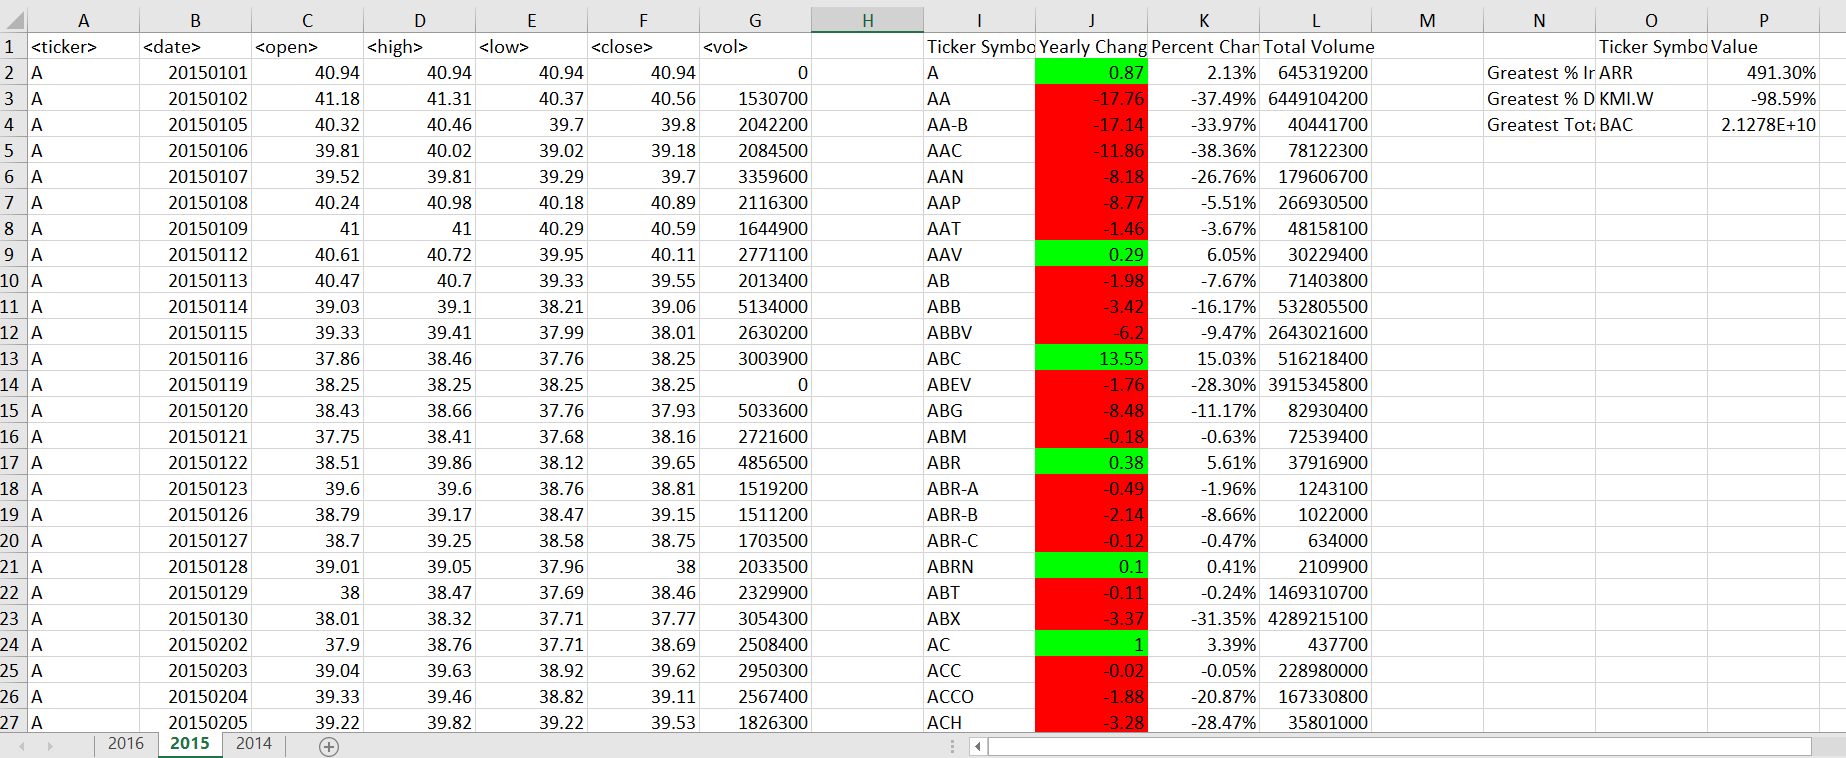 A B C D E F G H I J K L M N O P
1 <ticker> <date> <open> <high> <low> <close> <vol> Ticker Symbo Yearly Chang Percent Char Total Volume Ticker Symbo Value
2 A 20150101 40.94 40.94 40.94 40.94 0 A 0.87 2.13% 645319200 Greatest % Ir ARR 491.30%
3 A 20150102 41.18 41.31 40.37 40.56 1530700 AA -17.76 -37.49% 6449104200 Greatest % D KMI.W -98.59%
4 A 20150105 40.32 40.46 39.7 39.8 2042200 AA-B -17.14 -33.97% 40441700 Greatest Tota BAC 2.1278E+10
5 A 20150106 39.81 40.02 39.02 39.18 2084500 AAC -11.86 -38.36% 78122300
6 A 20150107 39.52 39.81 39.29 39.7 3359600 AAN -8.18 -26.76% 179606700
7 A 20150108 40.24 40.98 40.18 40.89 2116300 AAP -8.77 -5.51% 266930500
8 A 20150109 41 41 40.29 40.59 1644900 AAT -1.46 -3.67% 48158100
9 A 20150112 40.61 40.72 39.95 40.11 2771100 AAV 0.29 6.05% 30229400
10 A 20150113 40.47 40.7 39.33 39.55 2013400 AB -1.98 -7.67% 71403800
11 A 20150114 39.03 39.1 38.21 39.06 5134000 ABB -3.42 -16.17% 532805500
12 A 20150115 39.33 39.41 37.99 38.01 2630200 ABBV -6.2 -9.47% 2643021600
13 A 20150116 37.86 38.46 37.76 38.25 3003900 ABC 13.55 15.03% 516218400
14 A 20150119 38.25 38.25 38.25 38.25 0 ABEV -1.76 -28.30% 3915345800
15 A 20150120 38.43 38.66 37.76 37.93 5033600 ABG -8.48 -11.17% 82930400
16 A 20150121 37.75 38.41 37.68 38.16 2721600 ABM -0.18 -0.63% 72539400
17 A 20150122 38.51 39.86 38.12 39.65 4856500 ABR 0.38 5.61% 37916900
18 A 20150123 39.6 39.6 38.76 38.81 1519200 ABR-A -0.49 -1.96% 1243100
19 A 20150126 38.79 39.17 38.47 39.15 1511200 ABR-B -2.14 -8.66% 1022000
20 A 20150127 38.7 39.25 38.58 38.75 1703500 ABR-C -0.12 -0.47% 634000
21 A 20150128 39.01 39.05 37.96 38 2033500 ABRN 0.1 0.41% 2109900
22 A 20150129 38 38.47 37.69 38.46 2329900 ABT -0.11 -0.24% 1469310700
23 A 20150130 38.01 38.32 37.71 37.77 3054300 ABX -3.37 -31.35% 4289215100
24 A 20150202 37.9 38.76 37.71 38.69 2508400 AC 1 3.39% 437700
25 A 20150203 39.04 39.63 38.92 39.62 2950300 ACC -0.02 -0.05% 228980000
26 A 20150204 39.33 39.46 38.82 39.11 2567400 ACCO -1.88 -20.87% 167330800
27 A 20150205 39.22 39.82 39.22 39.53 1826300 ACH -3.28 -28.47% 35801000
2016 2015 2014